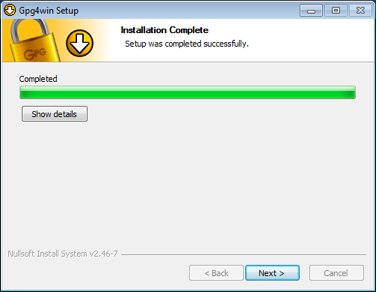 Gpg4win Setup
Installation Complete
Setup was completed successfully.
GPG
Completed
Show details
Nullsoft Install System v2.46-7
< Back
Next >
Cancel